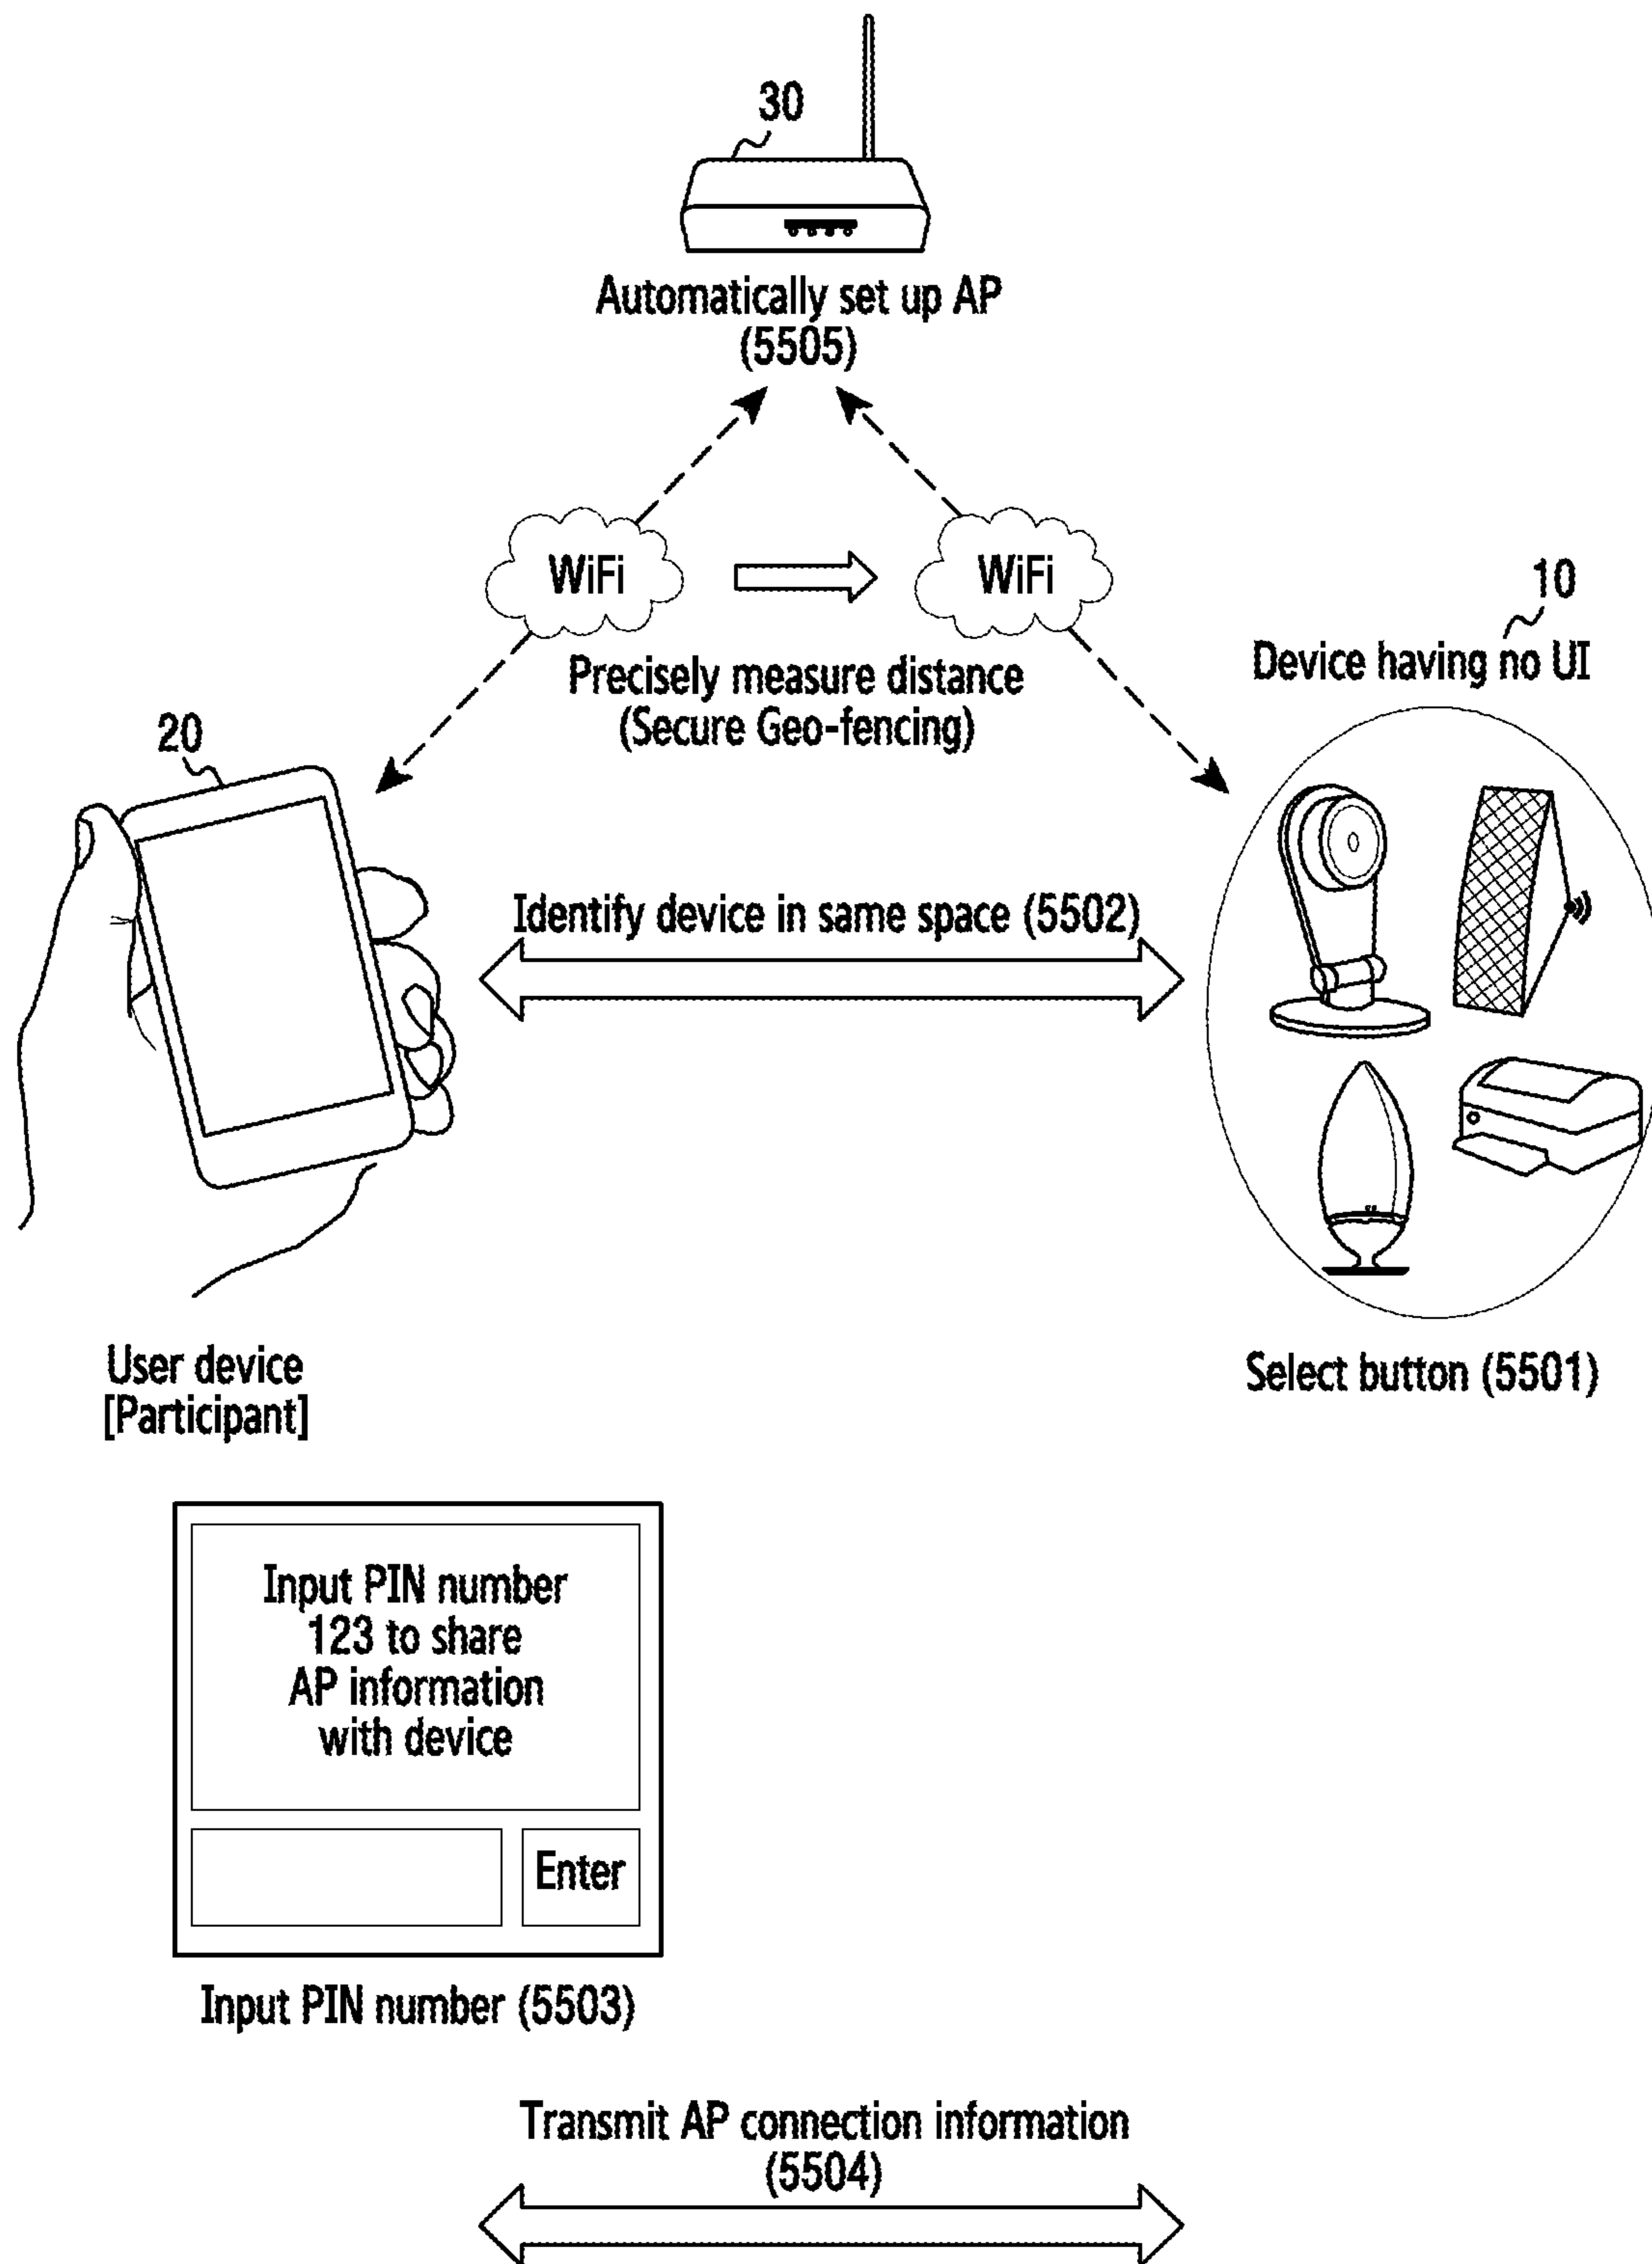 30
Automatically set up AP
(5505)
WiFi
WiFi
10
Device having no UI
Precisely measure distance
(Secure Geo-fencing)
20
Identify device in same space (5502)
User device
[Participant]
Select button (5501)
Input PIN number
123 to share
AP information
with device
Enter
Input PIN number (5503)
Transmit AP connection information
(5504)